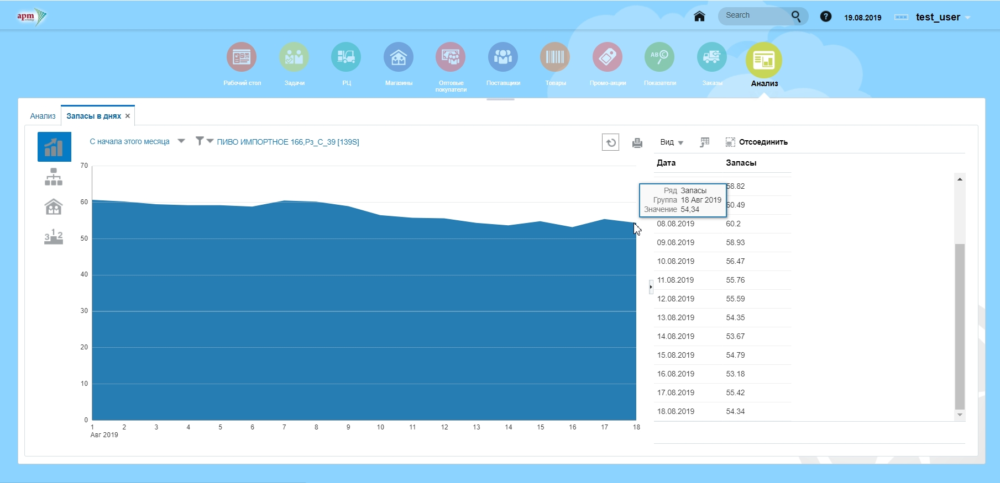 apm
Search
19.08.2019
test_user
Рабочий стол
Задачи
РЦ
Магазины
Оптовые
покупатели
Поставщики
Товары
Промо-акции
Показатели
Заказы
Анализ
Анализ
Запасы в днях
С начала этого месяца
ПИВО ИМПОРТНОЕ 166,Рз_С_39 [139S]
Вид
Отсоединить
Дата Запасы
58.82
60.49
08.08.2019 60.2
09.08.2019 58.93
10.08.2019 56.47
11.08.2019 55.76
12.08.2019 55.59
13.08.2019 54.35
14.08.2019 53.67
15.08.2019 54.79
16.08.2019 53.18
17.08.2019 55.42
18.08.2019 54.34
Ряд Запасы
Группа 18 Авг 2019
Значение 54,34
70
60
50
40
30
20
10
0
1 2 3 4 5 6 7 8 9 10 11 12 13 14 15 16 17 18
Авг 2019